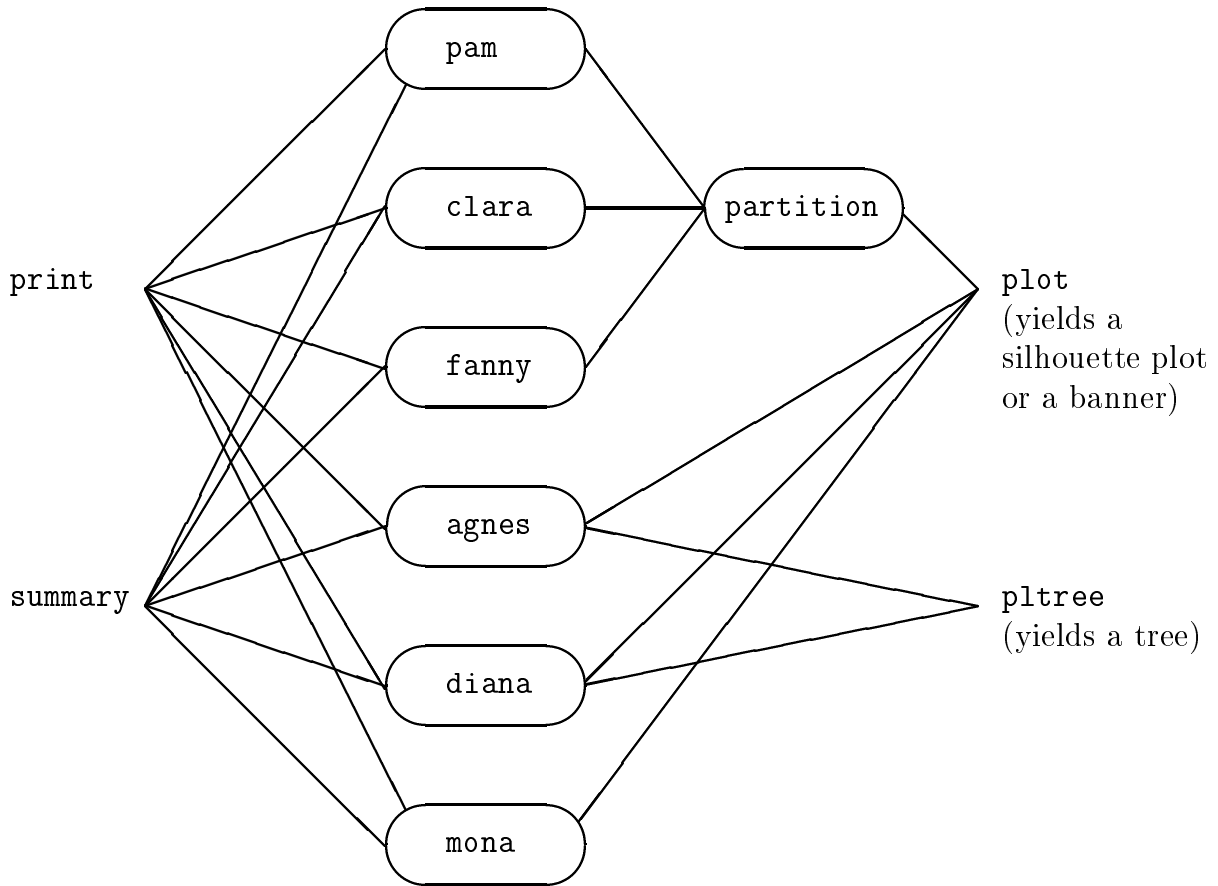 pam
clara
partition
print
plot
(yields a
silhouette plot
or a banner)
fanny
agnes
summary
pltree
(yields a tree)
diana
mona